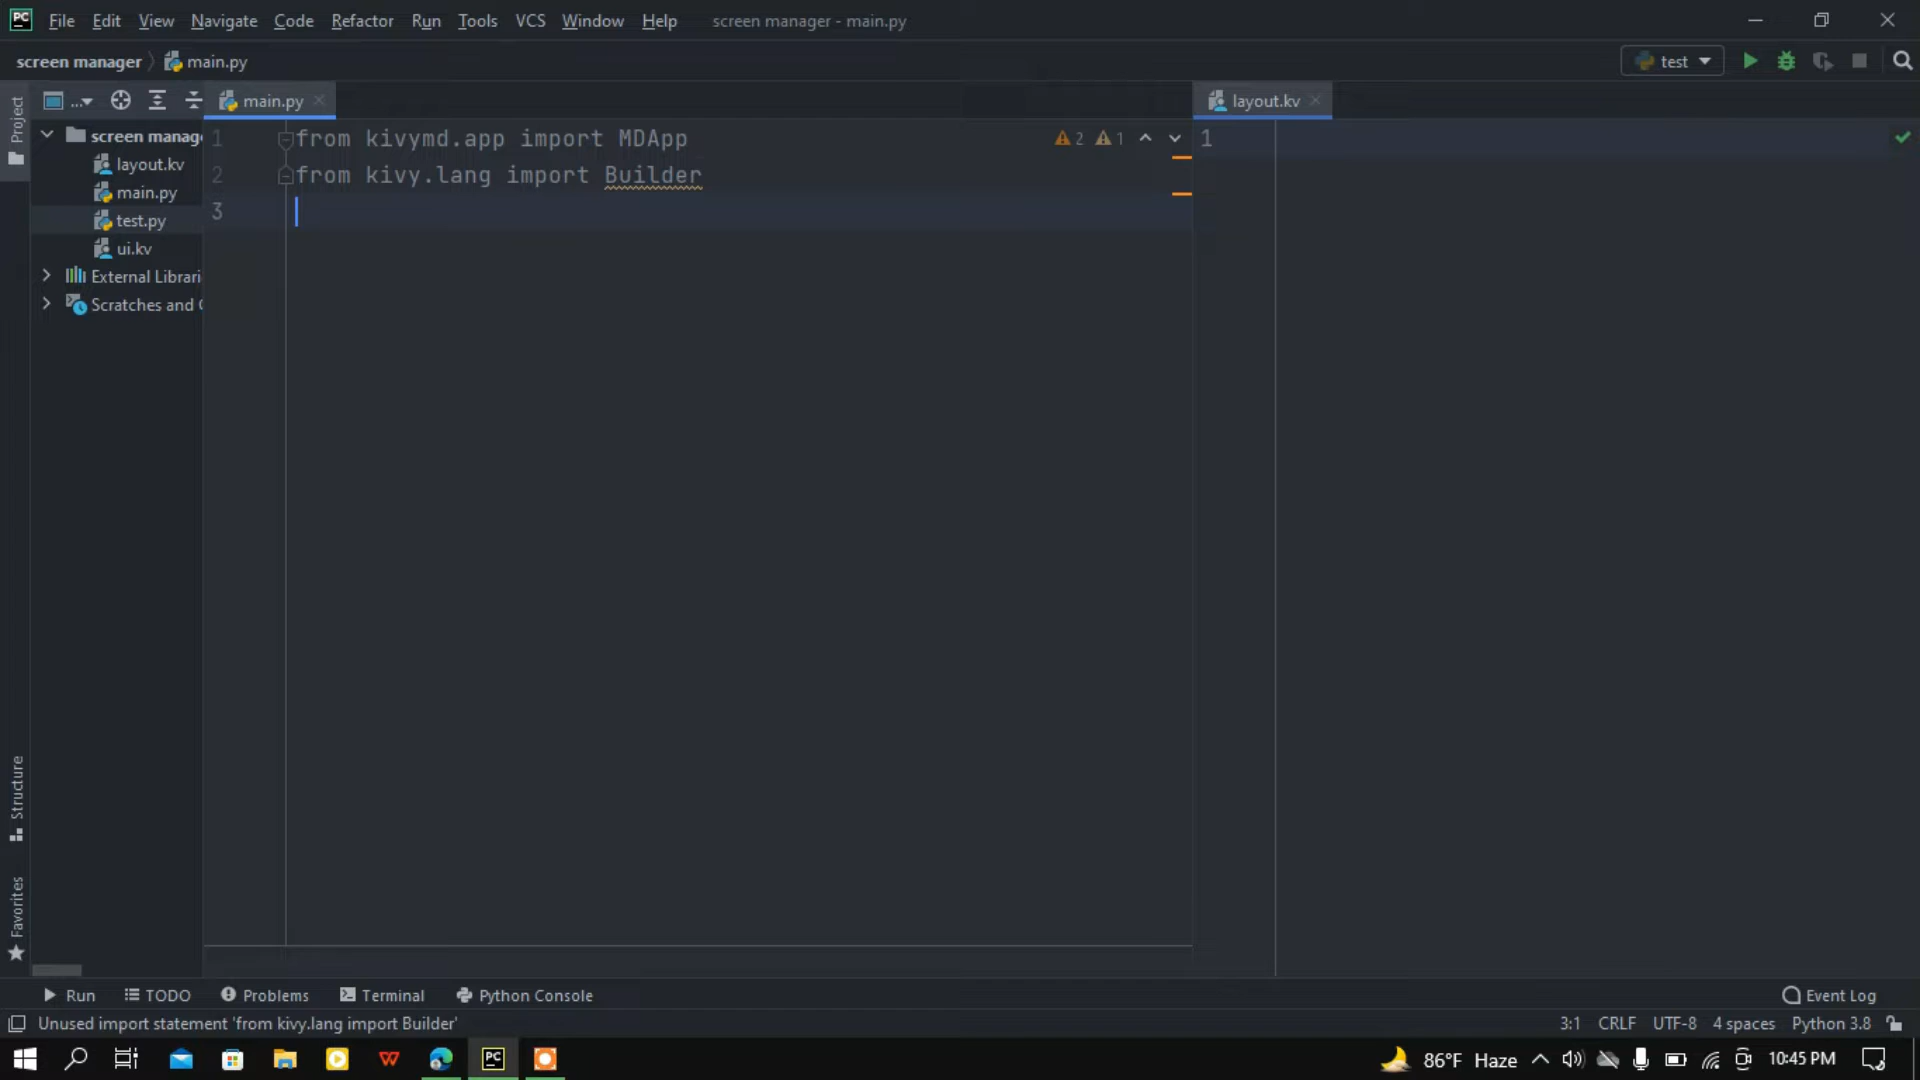 PC File Edit View Navigate Code Refactor Run Tools VCS Window Help screen manager - main.py
screen manager main.py test
Project
... main.py layout.kv
screen manag
layout.kv
main.py
test.py
ui.kv
External Librari
Scratches and
1 from kivymd.app import MDApp 2 1
2 from kivy.lang import Builder
3
1
Structure
Favorites
Run TODO Problems Terminal Python Console Event Log
Unused import statement 'from kivy.lang import Builder' 3:1 CRLF UTF-8 4 spaces Python 3.8
W PC 86°F Haze 10:45 PM